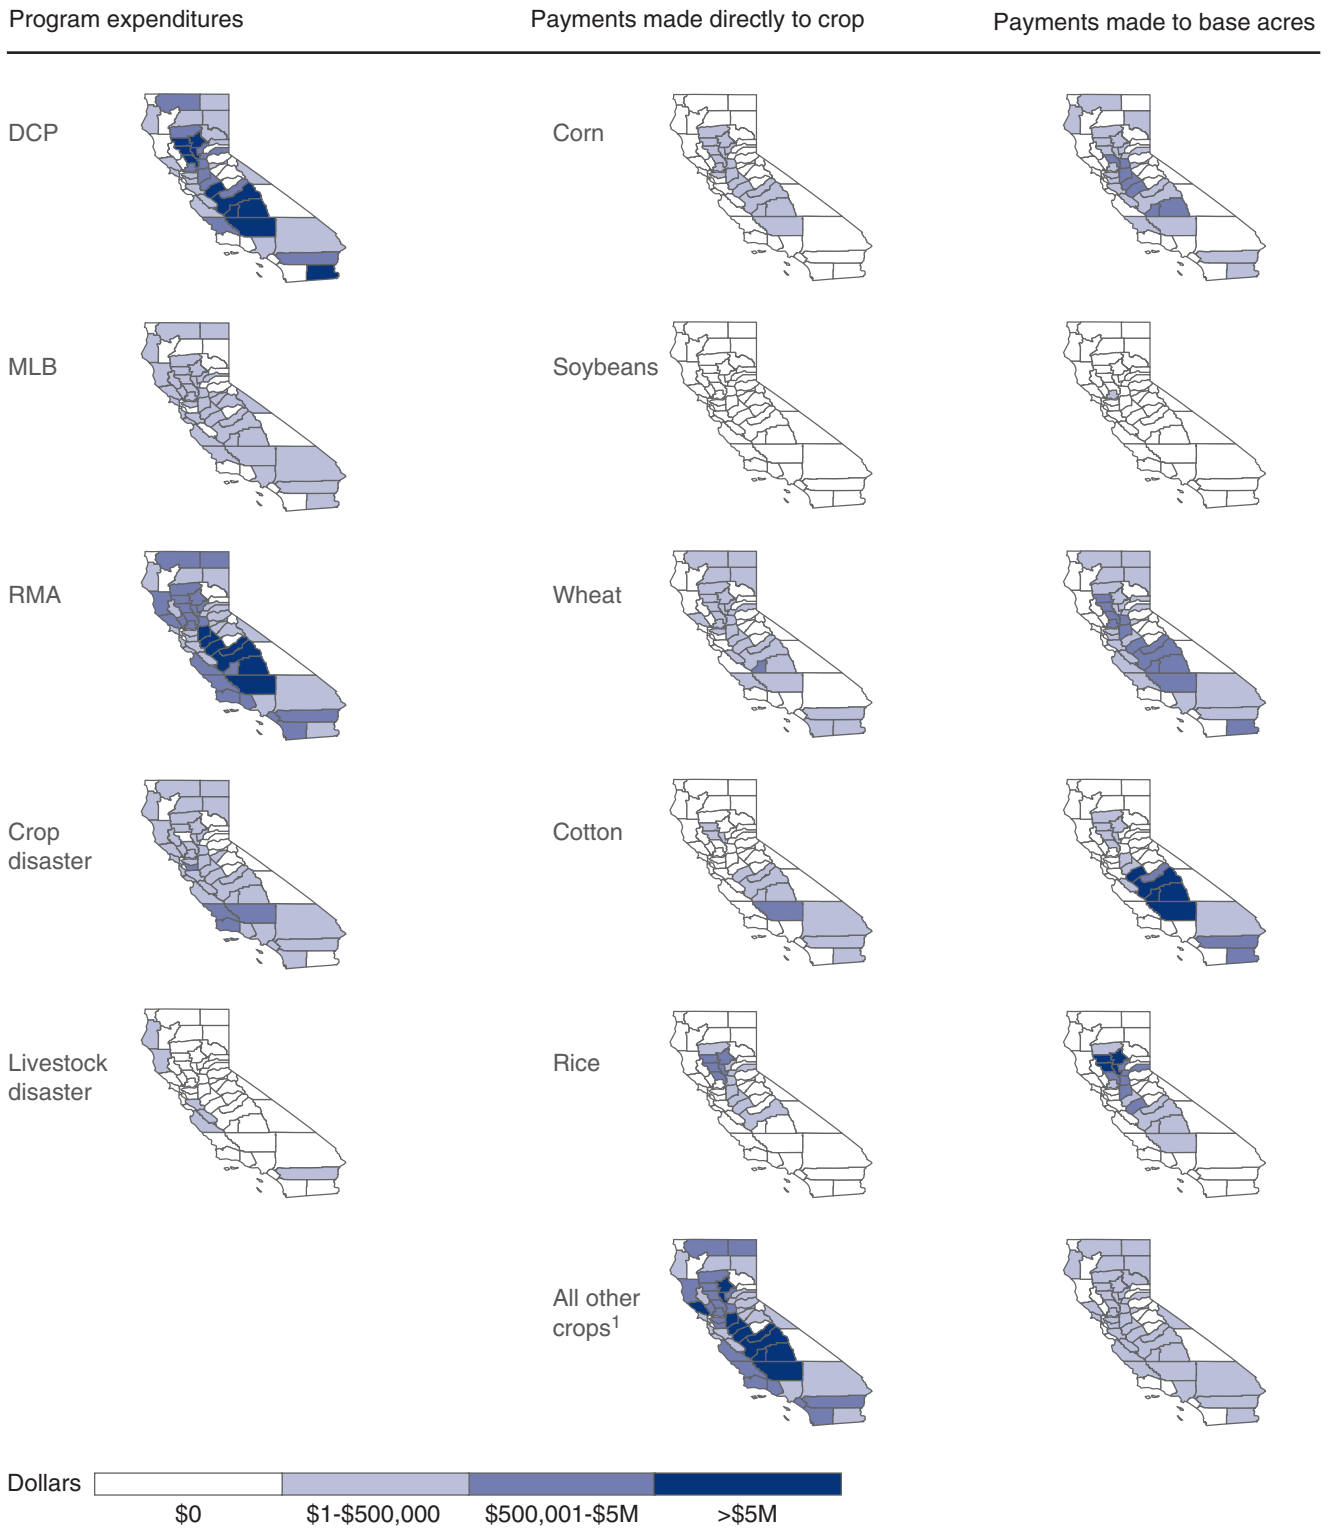 Program expenditures
Payments made directly to crop
Payments made to base acres
DCP
Corn
MLB
Soybeans
RMA
Wheat
Crop
disaster
Cotton
Livestock
disaster
Rice
All other
crops1
Dollars
$0
$1-$500,000
$500,001-$5M
>$5M